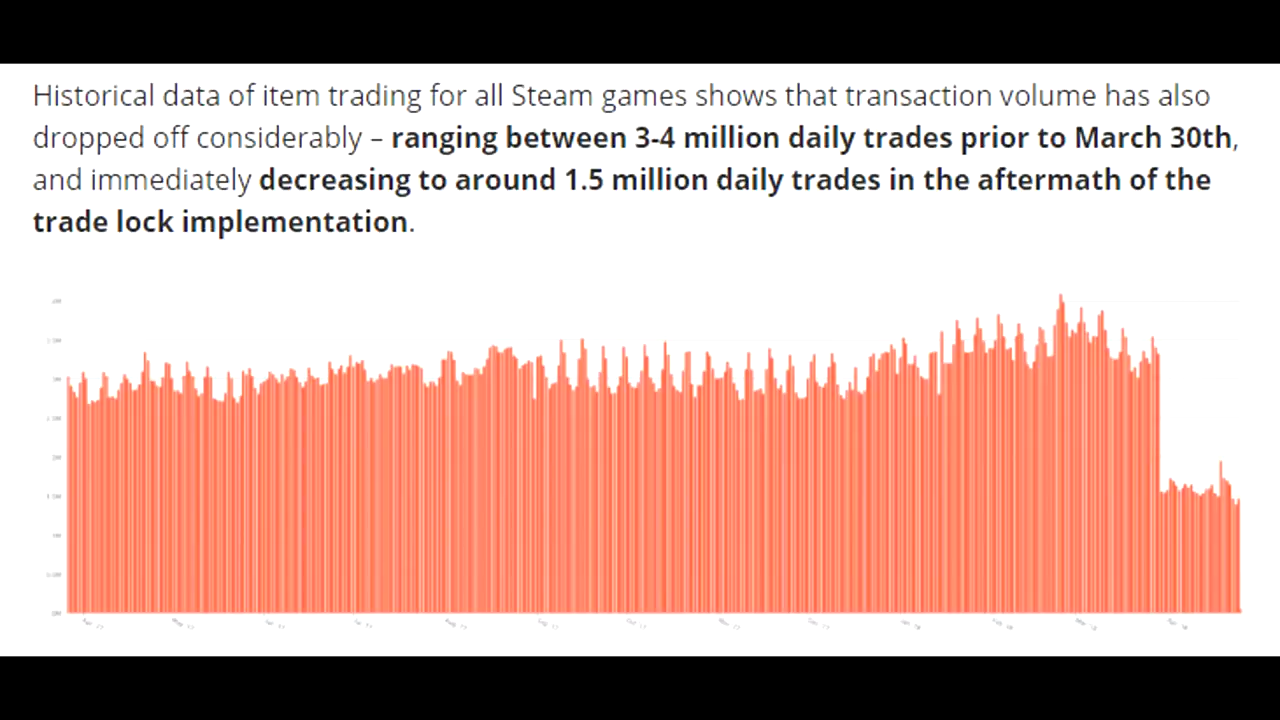 Historical data of item trading for all Steam games shows that transaction volume has also
dropped off considerably – ranging between 3-4 million daily trades prior to March 30th,
and immediately decreasing to around 1.5 million daily trades in the aftermath of the
trade lock implementation.